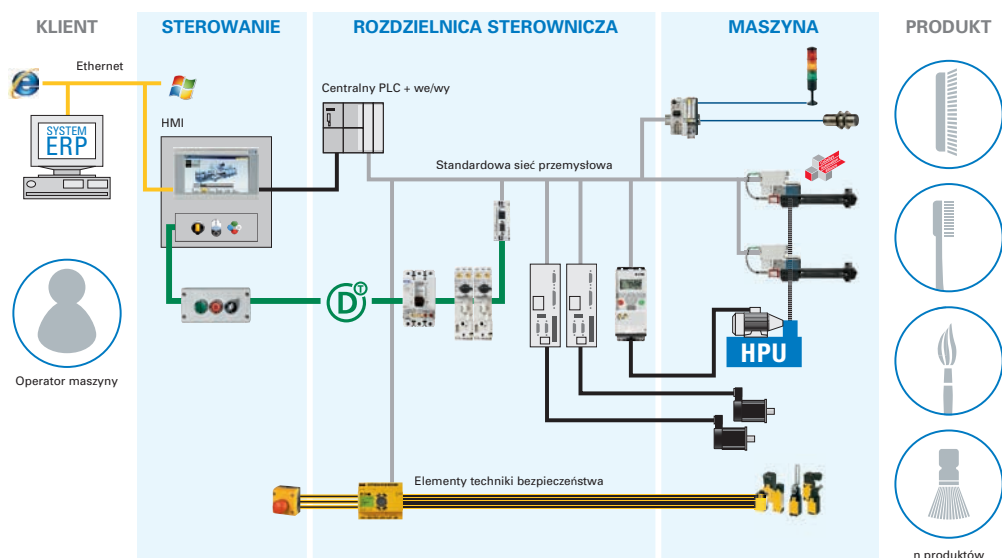 KLIENT
STEROWANIE
ROZDZIELNICA STEROWNICZA
MASZYNA
PRODUKT
Ethernet
Centralny PLC + we/wy
HMI
SYSTEM
ERP
Standardowa sieć przemysłowa
D
T
HPU
Operator maszyny
Elementy techniki bezpieczeństwa
n produktów